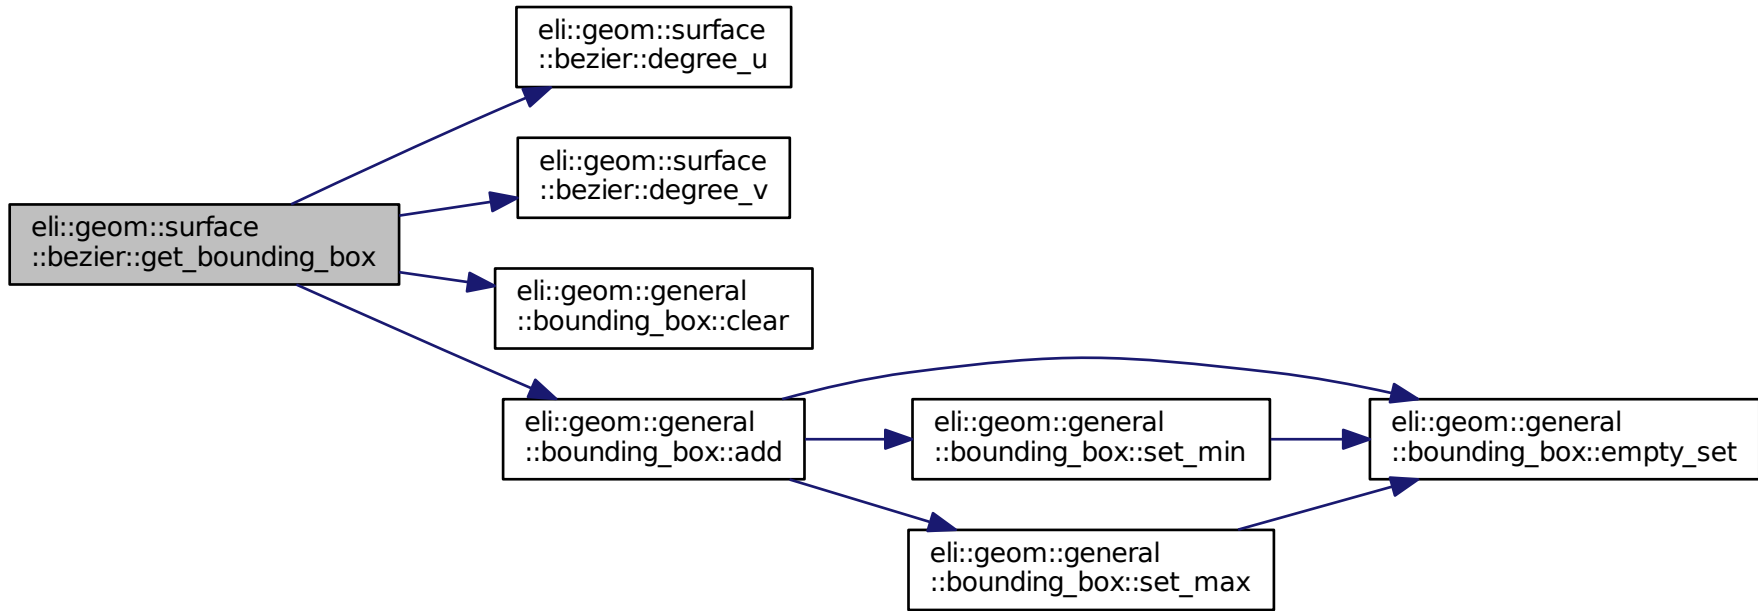 eli::geom::surface
::bezier::degree_u
eli::geom::surface
::bezier::degree_v
eli::geom::surface
::bezier::get_bounding_box
eli::geom::general
::bounding_box::clear
eli::geom::general
::bounding_box::add
eli::geom::general
::bounding_box::set_min
eli::geom::general
::bounding_box::empty_set
eli::geom::general
::bounding_box::set_max